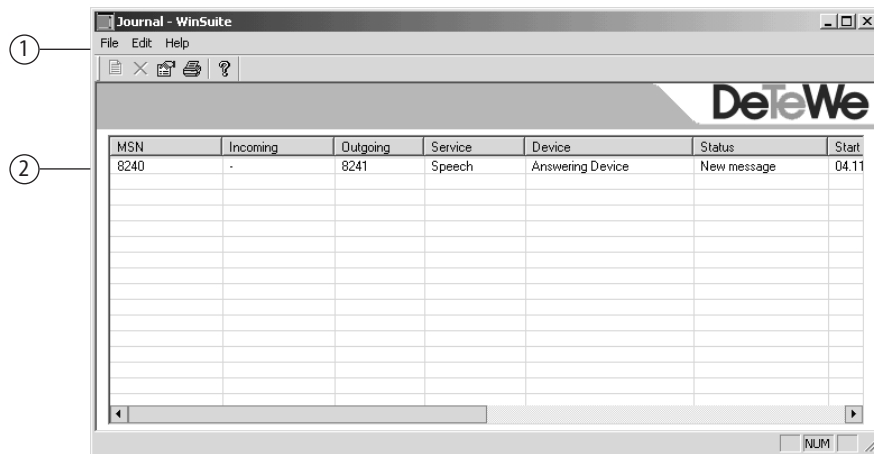 Journal - WinSuite
1
File Edit Help
DeTeWe
MSN Incoming Outgoing Service Device Status Start
2
8240 - 8241 Speech Answering Device New message 04.11
NUM